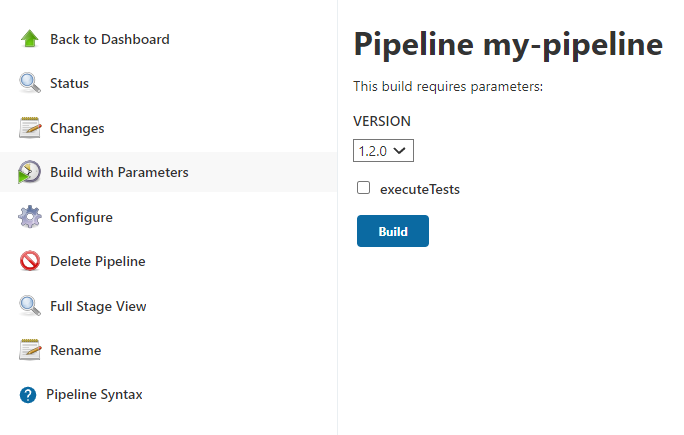 Back to Dashboard
Status
Changes
Build with Parameters
Configure
Delete Pipeline
Full Stage View
Rename
? Pipeline Syntax
Pipeline my-pipeline
This build requires parameters:
VERSION
1.2.0
executeTests
Build